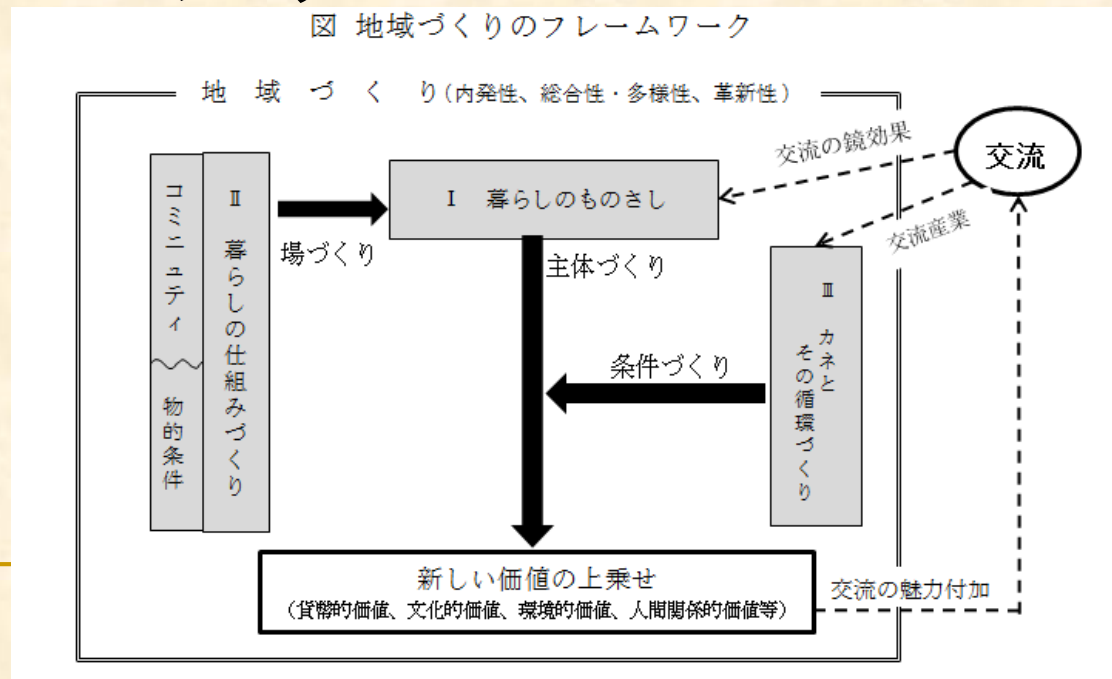 図 地域づくりのフレームワーク
地域づくり(内発性、総合性・多様性、革新性)
交流の鏡効果
交流
交流産業
コミニュティ
物的条件
Ⅱ 暮らしの仕組みづくり
場づくり
Ⅰ 暮らしのものさし
主体づくり
条件づくり
Ⅲ カネと
その循環づくり
新しい価値の上乗せ
(貨幣的価値、文化的価値、環境的価値、人間関係的価値等)
交流の魅力付加